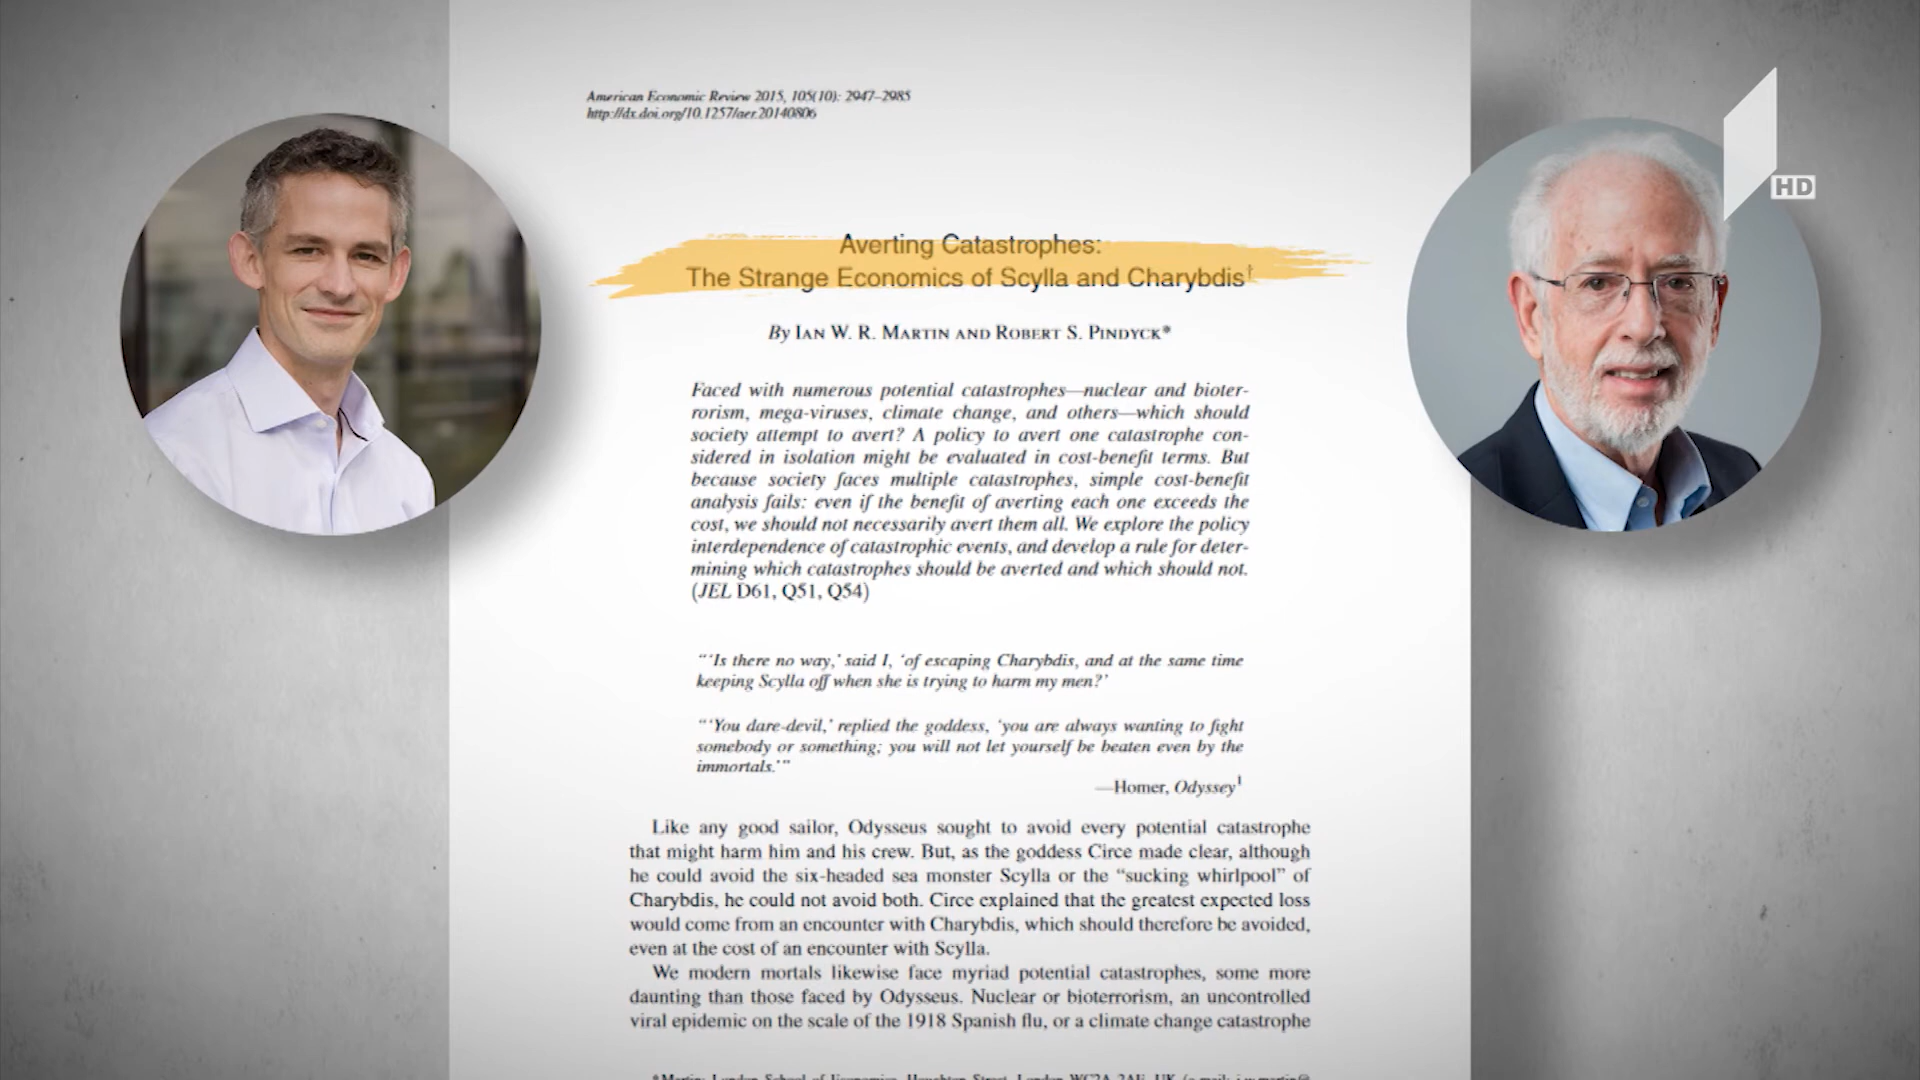 American Economic Review 2015, 105(10): 2947–2985
http://dx.doi.org/10.1257/aer.20140806
HD
Averting Catastrophes:
The Strange Economics of Scylla and Charybdis†
By Ian W. R. Martin and Robert S. Pindyck*
Faced with numerous potential catastrophes—nuclear and bioter-
rorism, mega-viruses, climate change, and others—which should
society attempt to avert? A policy to avert one catastrophe con-
sidered in isolation might be evaluated in cost-benefit terms. But
because society faces multiple catastrophes, simple cost-benefit
analysis fails: even if the benefit of averting each one exceeds the
cost, we should not necessarily avert them all. We explore the policy
interdependence of catastrophic events, and develop a rule for deter-
mining which catastrophes should be averted and which should not.
(JEL D61, Q51, Q54)
“‘Is there no way,’ said I, ‘of escaping Charybdis, and at the same time
keeping Scylla off when she is trying to harm my men?’
“‘You dare-devil,’ replied the goddess, ‘you are always wanting to fight
somebody or something; you will not let yourself be beaten even by the
immortals.’”
—Homer, Odyssey1
Like any good sailor, Odysseus sought to avoid every potential catastrophe
that might harm him and his crew. But, as the goddess Circe made clear, although
he could avoid the six-headed sea monster Scylla or the “sucking whirlpool” of
Charybdis, he could not avoid both. Circe explained that the greatest expected loss
would come from an encounter with Charybdis, which should therefore be avoided,
even at the cost of an encounter with Scylla.
We modern mortals likewise face myriad potential catastrophes, some more
daunting than those faced by Odysseus. Nuclear or bioterrorism, an uncontrolled
viral epidemic on the scale of the 1918 Spanish flu, or a climate change catastrophe